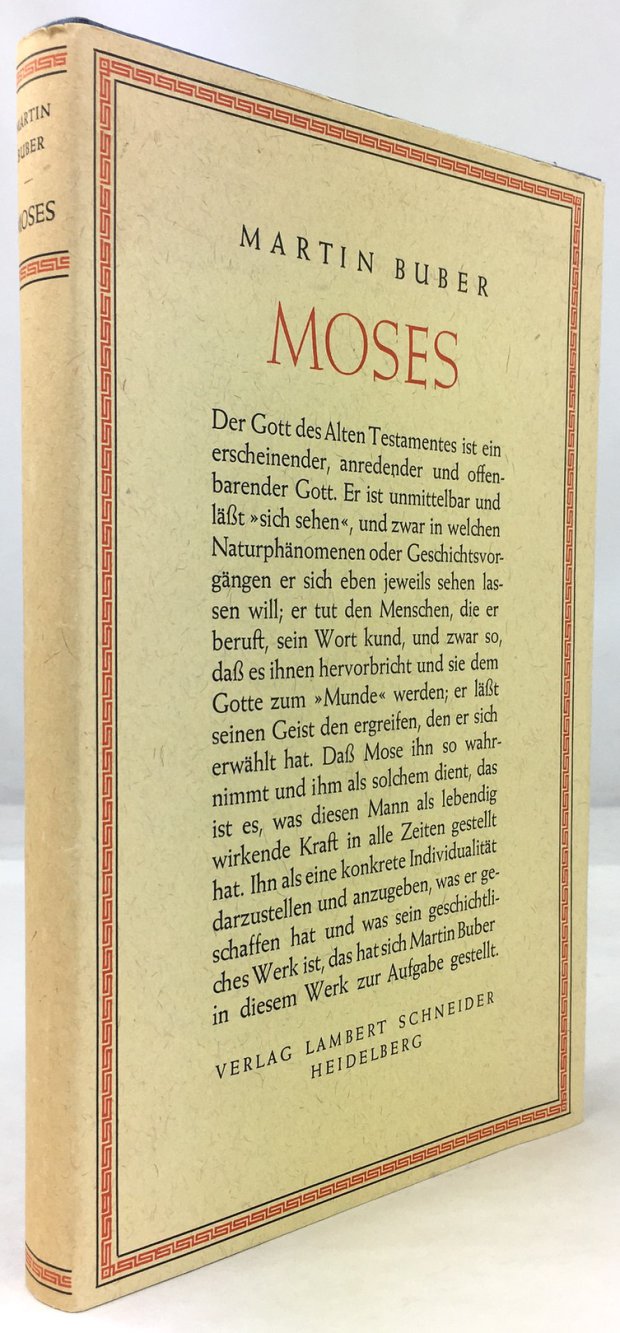 MARTIN
BUBER
MOSES
MARTIN BUBER
MOSES
Der Gott des Alten Testamentes ist ein
erscheinender, anredender und offen-
barender Gott. Er ist unmittelbar und
läßt »sich sehen«, und zwar in welchen
Naturphänomenen oder Geschichtsvor-
gängen er sich eben jeweils sehen las-
sen will; er tut den Menschen, die er
beruft, sein Wort kund, und zwar so,
daß es ihnen hervorbricht und sie dem
Gotte zum »Munde« werden; er läßt
seinen Geist den ergreifen, den er sich
erwählt hat. Daß Mose ihn so wahr-
nimmt und ihm als solchem dient, das
ist es, was diesen Mann als lebendig
wirkende Kraft in alle Zeiten gestellt
hat. Ihn als eine konkrete Individualität
darzustellen und anzugeben, was er ge-
schaffen hat und was sein geschichtli-
ches Werk ist, das hat sich Martin Buber
in diesem Werk zur Aufgabe gestellt.
VERLAG LAMBERT SCHNEIDER
HEIDELBERG